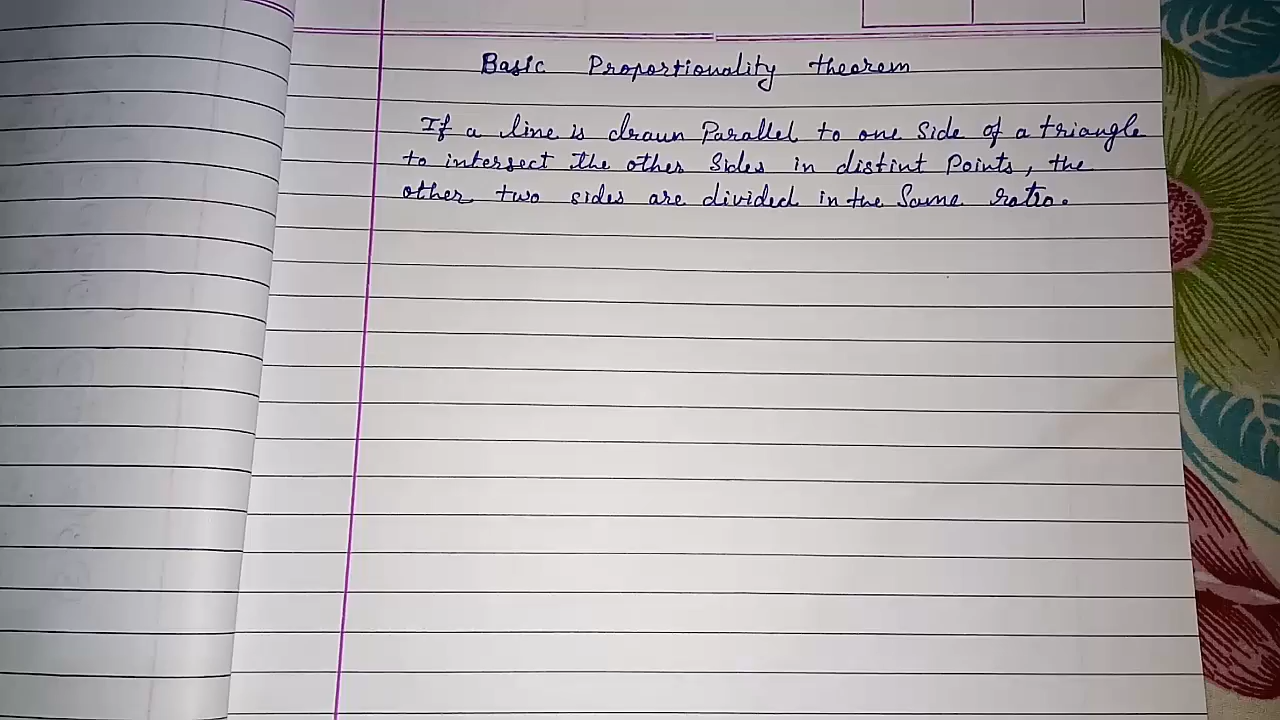 Basic Proportionality theorem
If a line is drawn Parallel to one Side of a triangle
to intersect the other Sides in distint Points, the
other two sides are divided in the Same ratio.